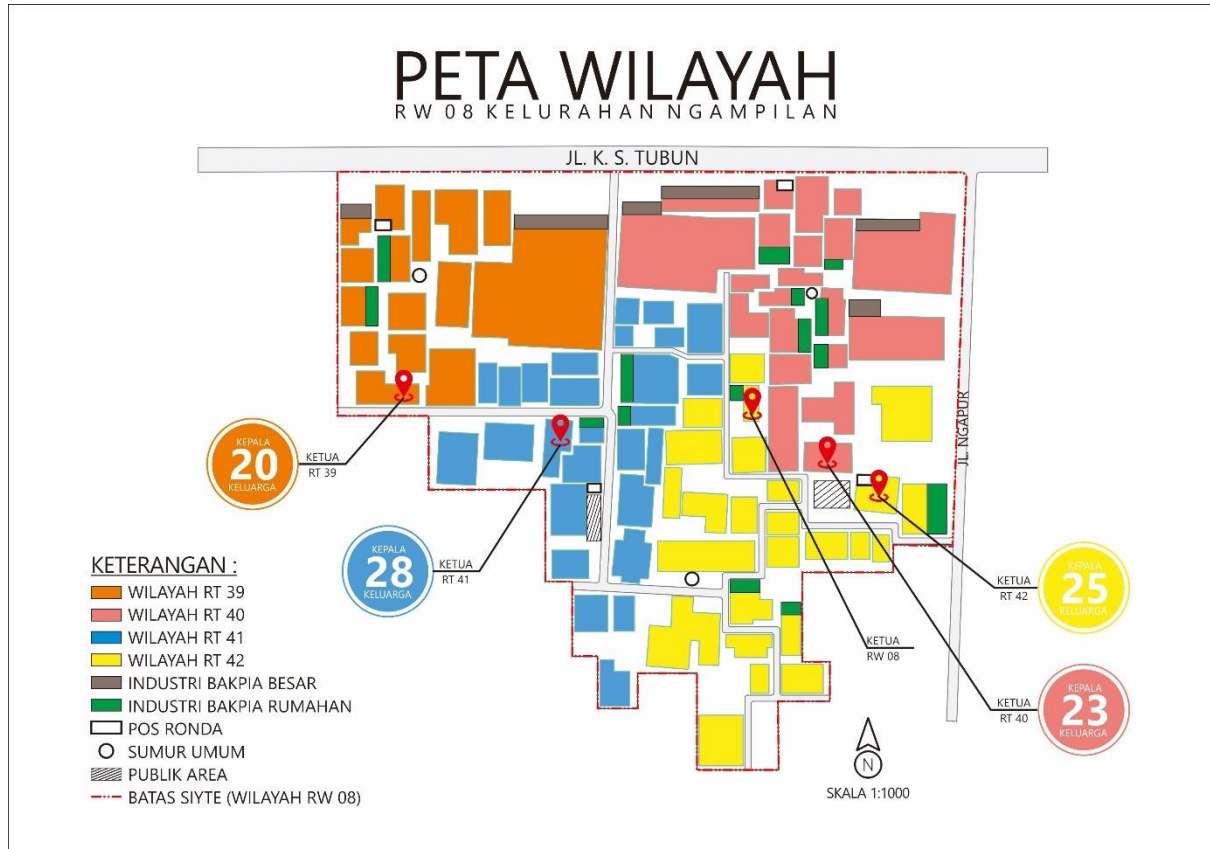 PETA WILAYAH
RW 08 KELURAHAN NGAMPILAN
JL. K. S. TUBUN
JL. NGAPUR
KEPALA
20
KELUARGA
KETUA
RT 39
KEPALA
28
KELUARGA
KETUA
RT 41
KETUA
RT 42
KEPALA
25
KELUARGA
KETUA
RW 08
KETUA
RT 40
KEPALA
23
KELUARGA
KETERANGAN :
WILAYAH RT 39
WILAYAH RT 40
WILAYAH RT 41
WILAYAH RT 42
INDUSTRI BAKPIA BESAR
INDUSTRI BAKPIA RUMAHAN
POS RONDA
SUMUR UMUM
PUBLIK AREA
BATAS SIYTE (WILAYAH RW 08)
N
SKALA 1:1000